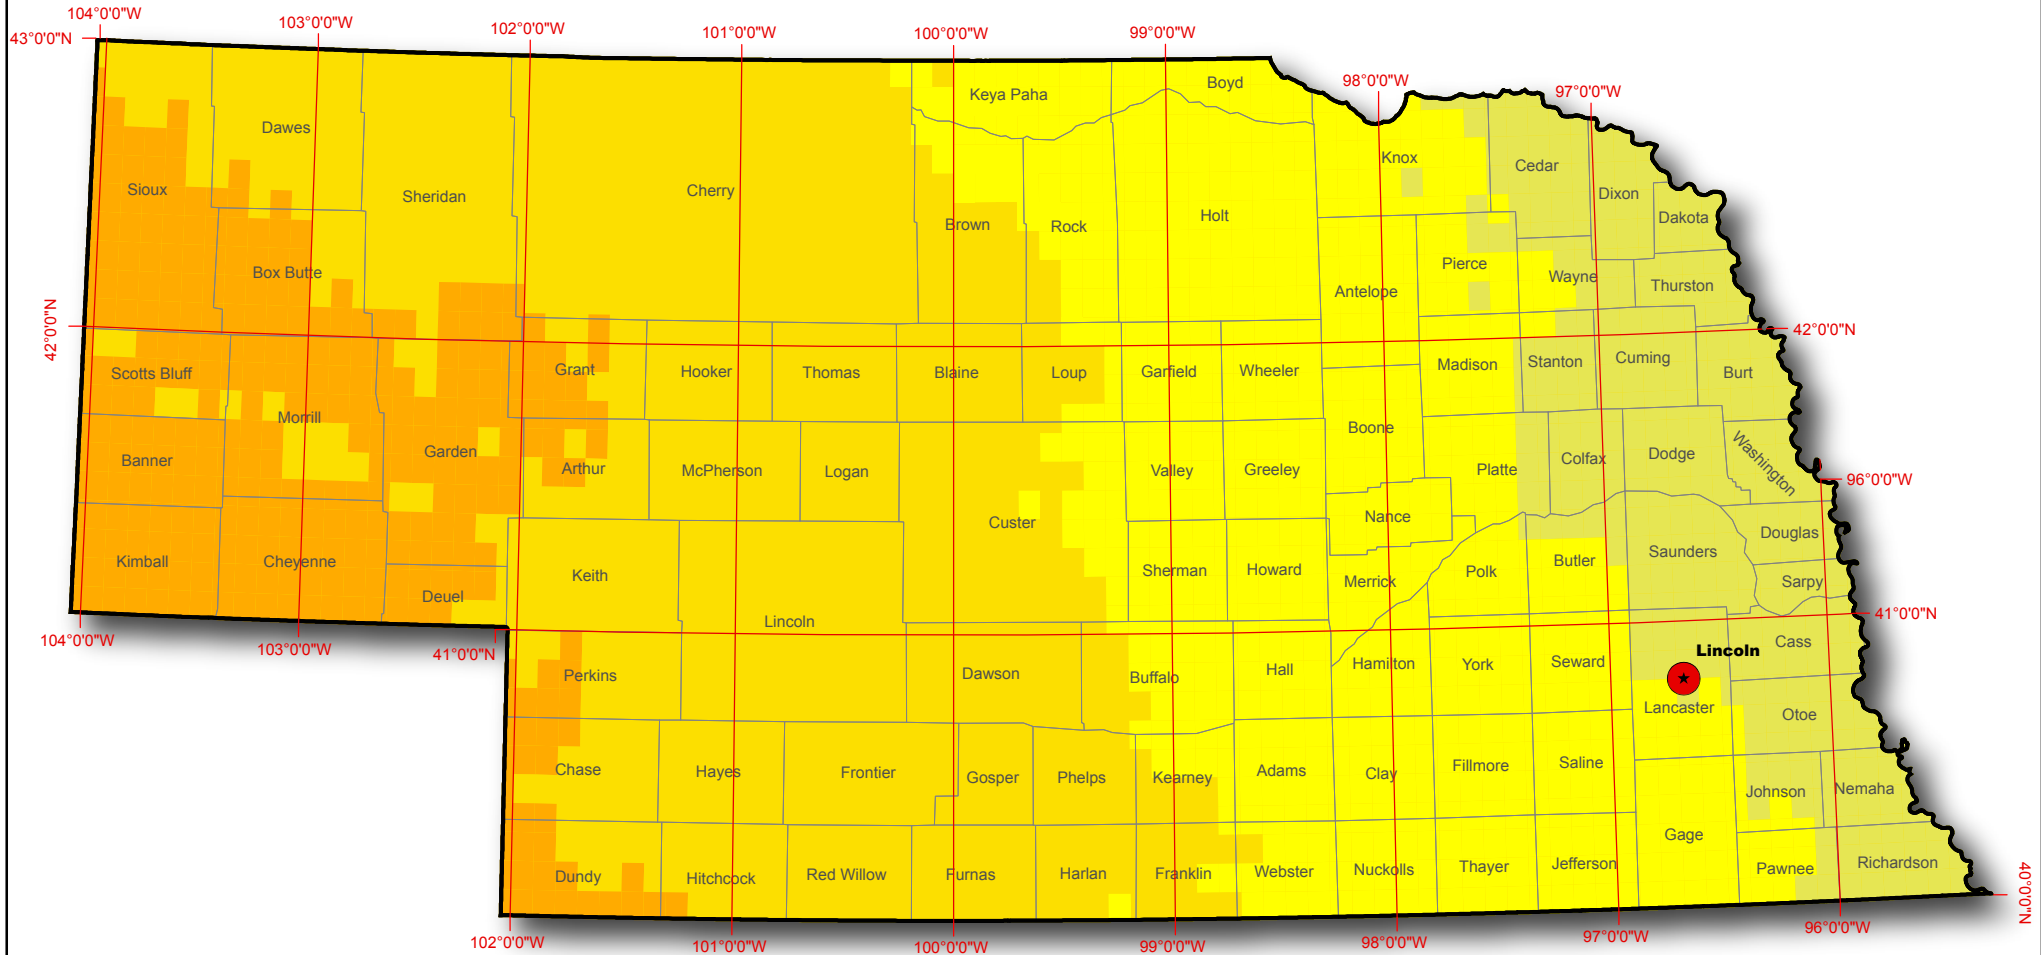 104°0'0"W
103°0'0"W
102°0'0"W
101°0'0"W
100°0'0"W
99°0'0"W
98°0'0"W
97°0'0"W
43°0'0"N
Keya Paha
Boyd
Dawes
Knox
Cedar
Sioux
Sheridan
Cherry
Dixon
Brown
Rock
Holt
Dakota
Box Butte
Pierce
Wayne
Thurston
Antelope
42°0'0"N
42°0'0"N
Scotts Bluff
Grant
Hooker
Thomas
Blaine
Loup
Garfield
Wheeler
Madison
Stanton
Cuming
Burt
Morrill
Boone
Banner
Garden
Arthur
McPherson
Logan
Valley
Greeley
Platte
Colfax
Dodge
Washington
96°0'0"W
Custer
Nance
Douglas
Kimball
Cheyenne
Keith
Sherman
Howard
Merrick
Polk
Butler
Saunders
Sarpy
Deuel
Lincoln
41°0'0"N
104°0'0"W
103°0'0"W
41°0'0"N
Perkins
Dawson
Buffalo
Hall
Hamilton
York
Seward
Lincoln
Cass
Lancaster
Otoe
Chase
Hayes
Frontier
Gosper
Phelps
Kearney
Adams
Clay
Fillmore
Saline
Johnson
Nemaha
Gage
Dundy
Hitchcock
Red Willow
Furnas
Harlan
Franklin
Webster
Nuckolls
Thayer
Jefferson
Pawnee
Richardson
40°0'0"N
102°0'0"W
101°0'0"W
100°0'0"W
99°0'0"W
98°0'0"W
97°0'0"W
96°0'0"W